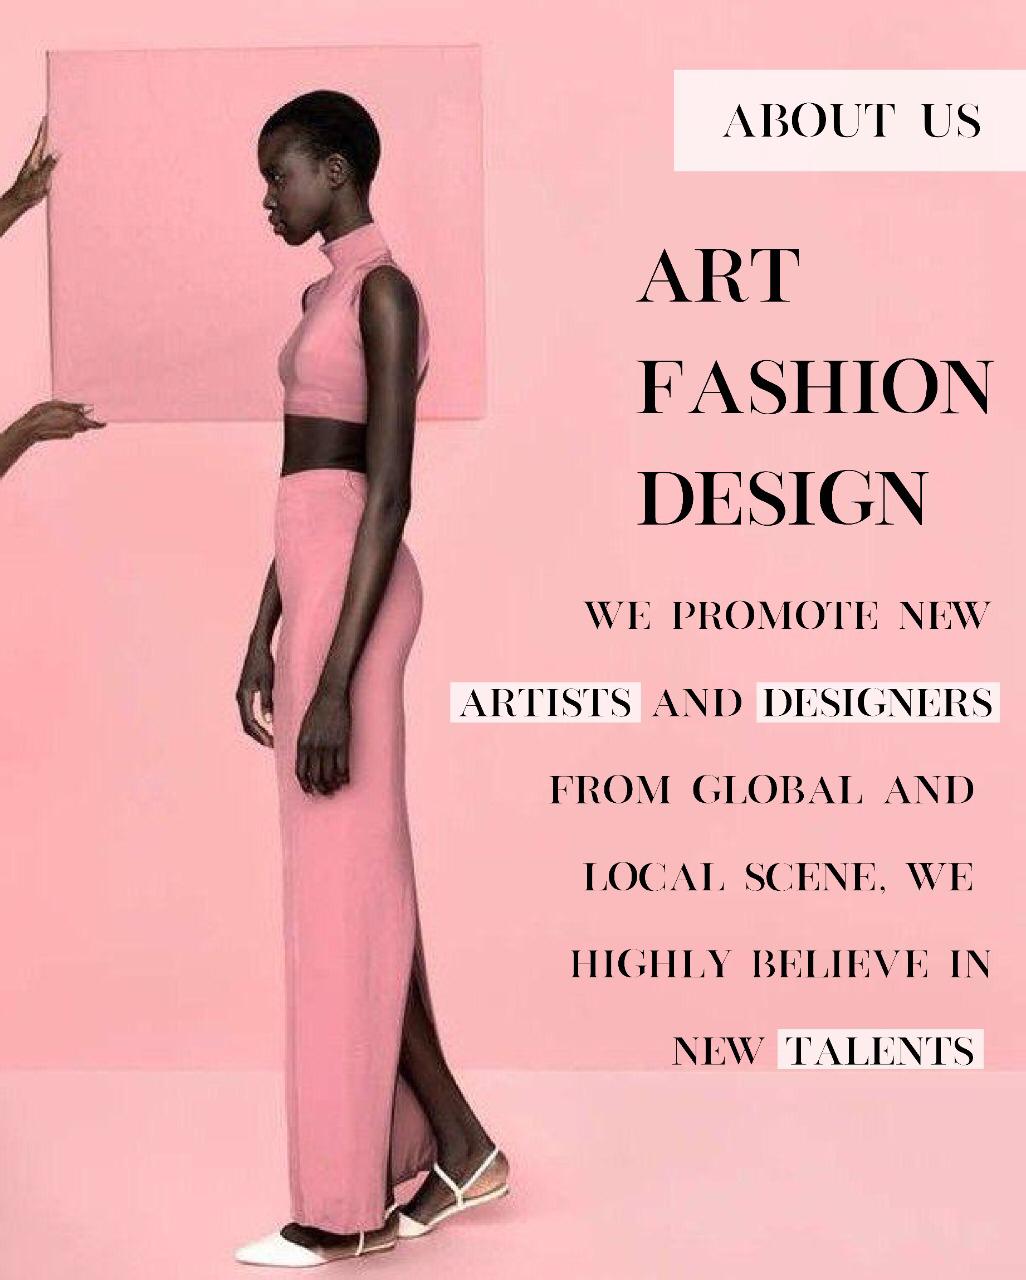 ABOUT US
ART
FASHION
DESIGN
WE PROMOTE NEW
ARTISTS AND DESIGNERS
FROM GLOBAL AND
LOCAL SCENE, WE
HIGHLY BELIEVE IN
NEW TALENTS